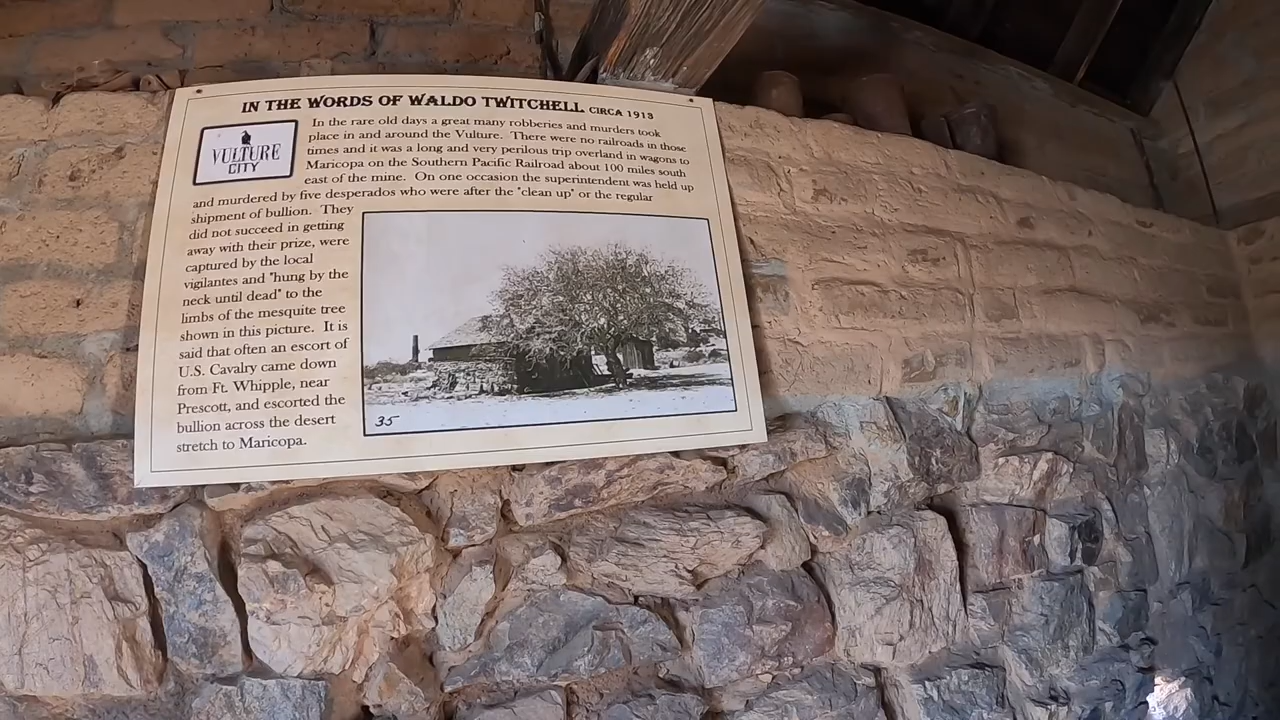 IN THE WORDS OF WALDO TWITCHELL CIRCA 1913
VULTURE
CITY
In the rare old days a great many robberies and murders took
place in and around the Vulture. There were no railroads in those
times and it was a long and very perilous trip overland in wagons to
Maricopa on the Southern Pacific Railroad about 100 miles south
east of the mine. On one occasion the superintendent was held up
and murdered by five desperados who were after the "clean up" or the regular
shipment of bullion. They
did not succeed in getting
away with their prize, were
captured by the local
vigilantes and "hung by the
neck until dead" to the
limbs of the mesquite tree
shown in this picture. It is
said that often an escort of
U.S. Cavalry came down
from Ft. Whipple, near
Prescott, and escorted the
bullion across the desert
stretch to Maricopa.
35